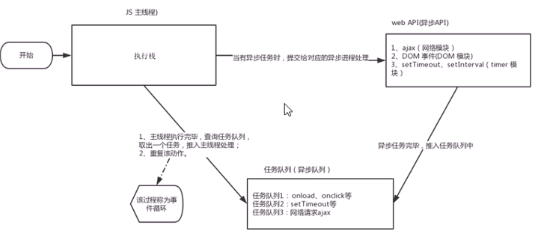 JS 主线程)
web API(异步API)
开始
执行栈
当有异步任务时，提交给对应的异步进程处理
1、ajax（网络模块）
2、DOM 事件(DOM 模块)
3、setTimeout、setInterval（timer 模
块）
1、主线程执行完毕，查询任务队列，
取出一个任务，推入主线程处理；
2、重复该动作。
异步任务完毕，推入任务队列中
任务队列（异步队列）
该过程称为事
件循环
任务队列1：onload、onclick等
任务队列2：setTimeout等
任务队列3：网络请求ajax